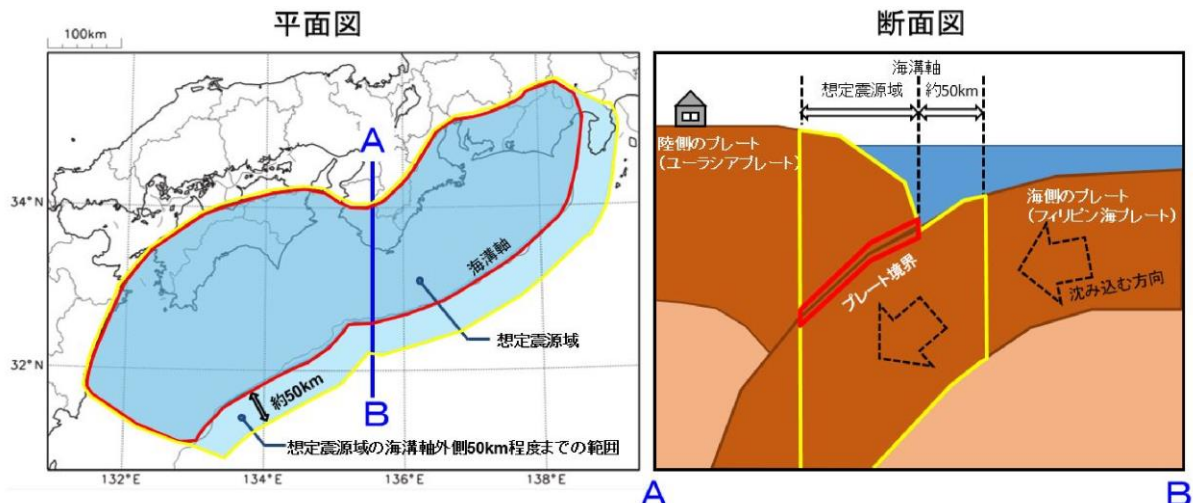 平面図
100km
A
34°N
32°N
海溝軸
想定震源域
約50km
B
想定震源域の海溝軸外側50km程度までの範囲
132°E
134°E
136°E
138°E
断面図
海溝軸
想定震源域
約50km
陸側のプレート
(ユーラシアプレート)
海側のプレート
(フィリピン海プレート)
プレート境界
沈み込む方向
A
B